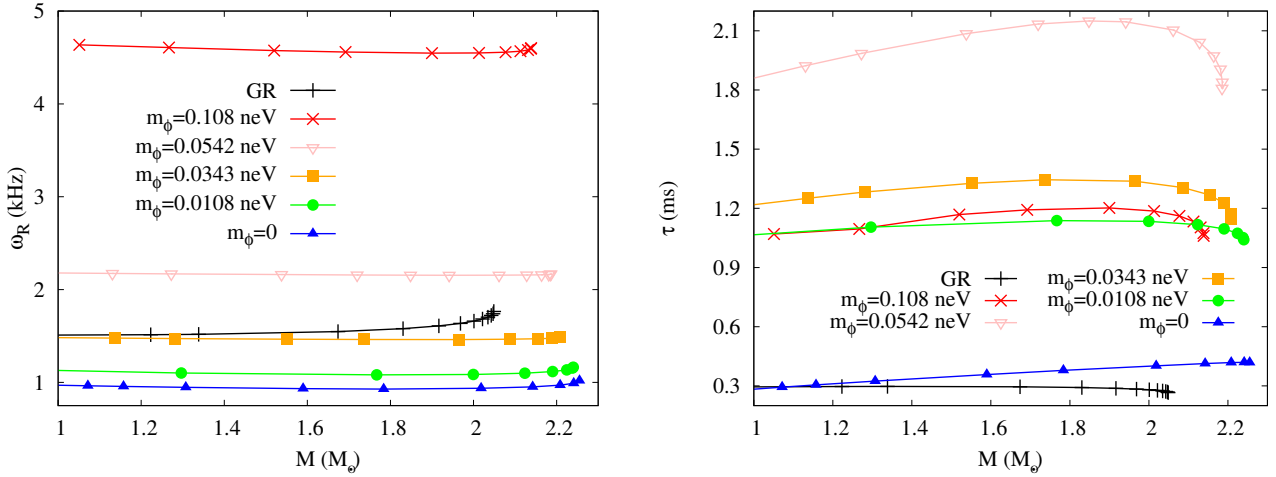 5
4
3
2
1
ω_R (kHz)
GR
m_ϕ=0.108 neV
m_ϕ=0.0542 neV
m_ϕ=0.0343 neV
m_ϕ=0.0108 neV
m_ϕ=0
1 1.2 1.4 1.6 1.8 2 2.2
M (M_⊙)
2.1
1.8
1.5
1.2
0.9
0.6
0.3
τ (ms)
GR
m_ϕ=0.108 neV
m_ϕ=0.0542 neV
m_ϕ=0.0343 neV
m_ϕ=0.0108 neV
m_ϕ=0
1 1.2 1.4 1.6 1.8 2 2.2
M (M_⊙)